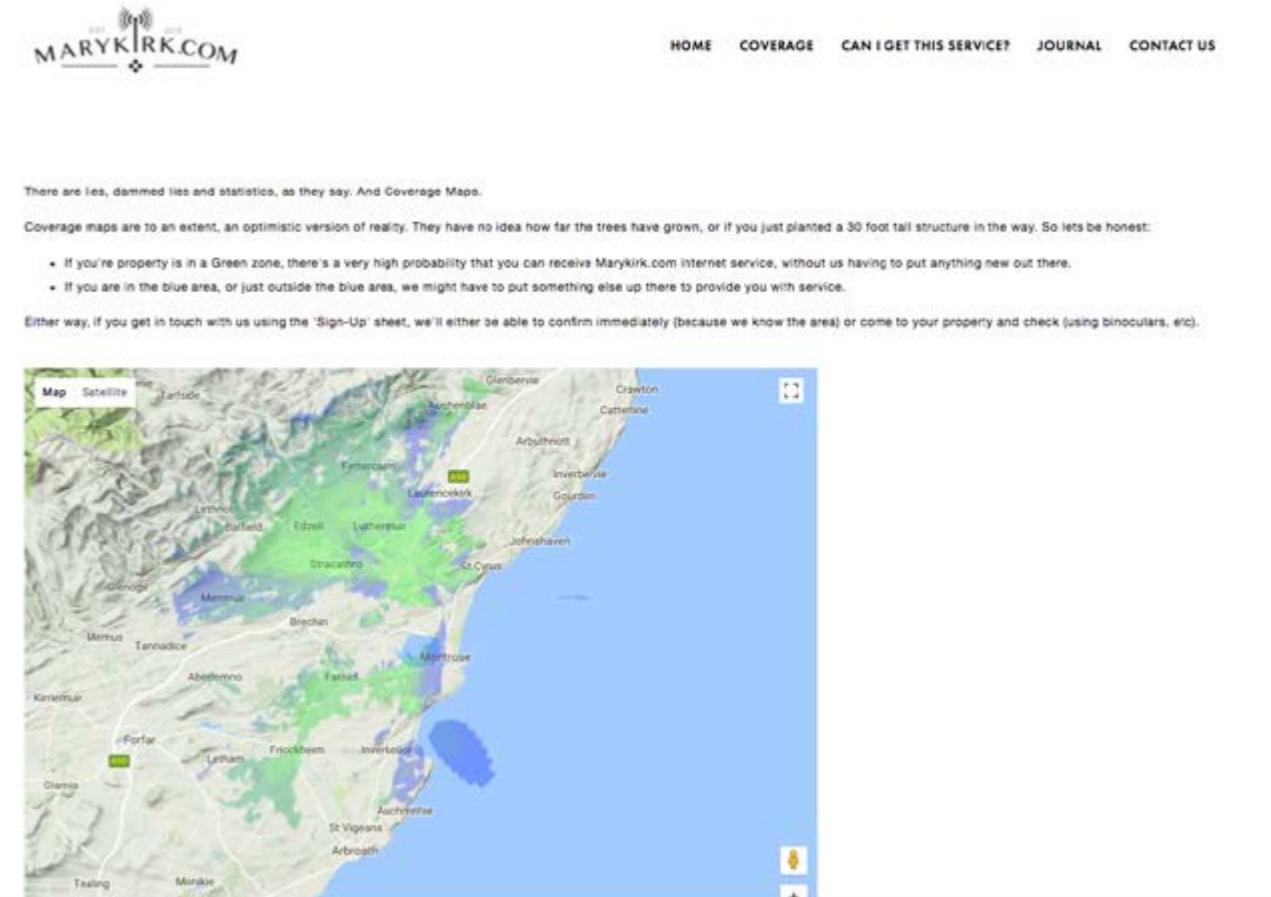 MARYKIRK.COM
HOME COVERAGE CAN I GET THIS SERVICE? JOURNAL CONTACT US
There are lies, dammed lies and statistics, as they say. And Coverage Maps.
Coverage maps are to an extent, an optimistic version of reality. They have no idea how far the trees have grown, or if you just planted a 30 foot tall structure in the way. So lets be honest:
• If you're property is in a Green zone, there's a very high probability that you can receive Marykirk.com internet service, without us having to put anything new out there.
• If you are in the blue area, or just outside the blue area, we might have to put something else up there to provide you with service.
Either way, if you get in touch with us using the 'Sign-Up' sheet, we'll either be able to confirm immediately (because we know the area) or come to your property and check (using binoculars, etc).
Map Satellite
Tarfside
Glenbervie
Crawton
Auchenblae
Catterline
Arbuthnott
Fettercairn
Inverbervie
A90
Laurencekirk
Gourdon
Lethnot
Balfield
Edzell
Luthermuir
Johnshaven
Stracathro
St Cyrus
Glenogil
Menmuir
Brechin
Memus
Tannadice
Montrose
Aberlemno
Farnell
Kirriemuir
Forfar
Friockheim
Inverkeilor
Letham
A90
Glamis
Auchmithie
St Vigeans
Arbroath
Tealing
Monikie